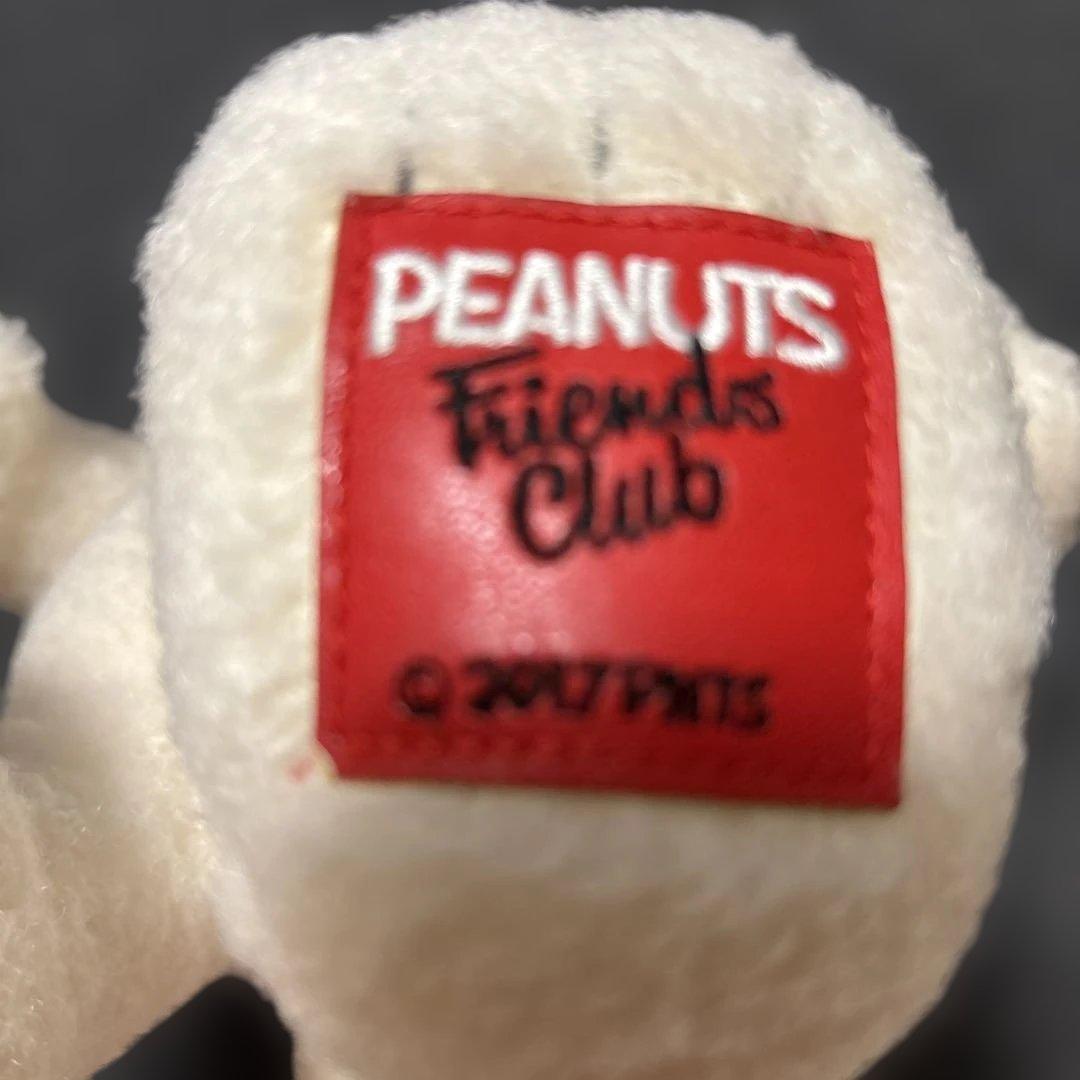 PEANUTS
Friends
Club
© 2017 PNTS